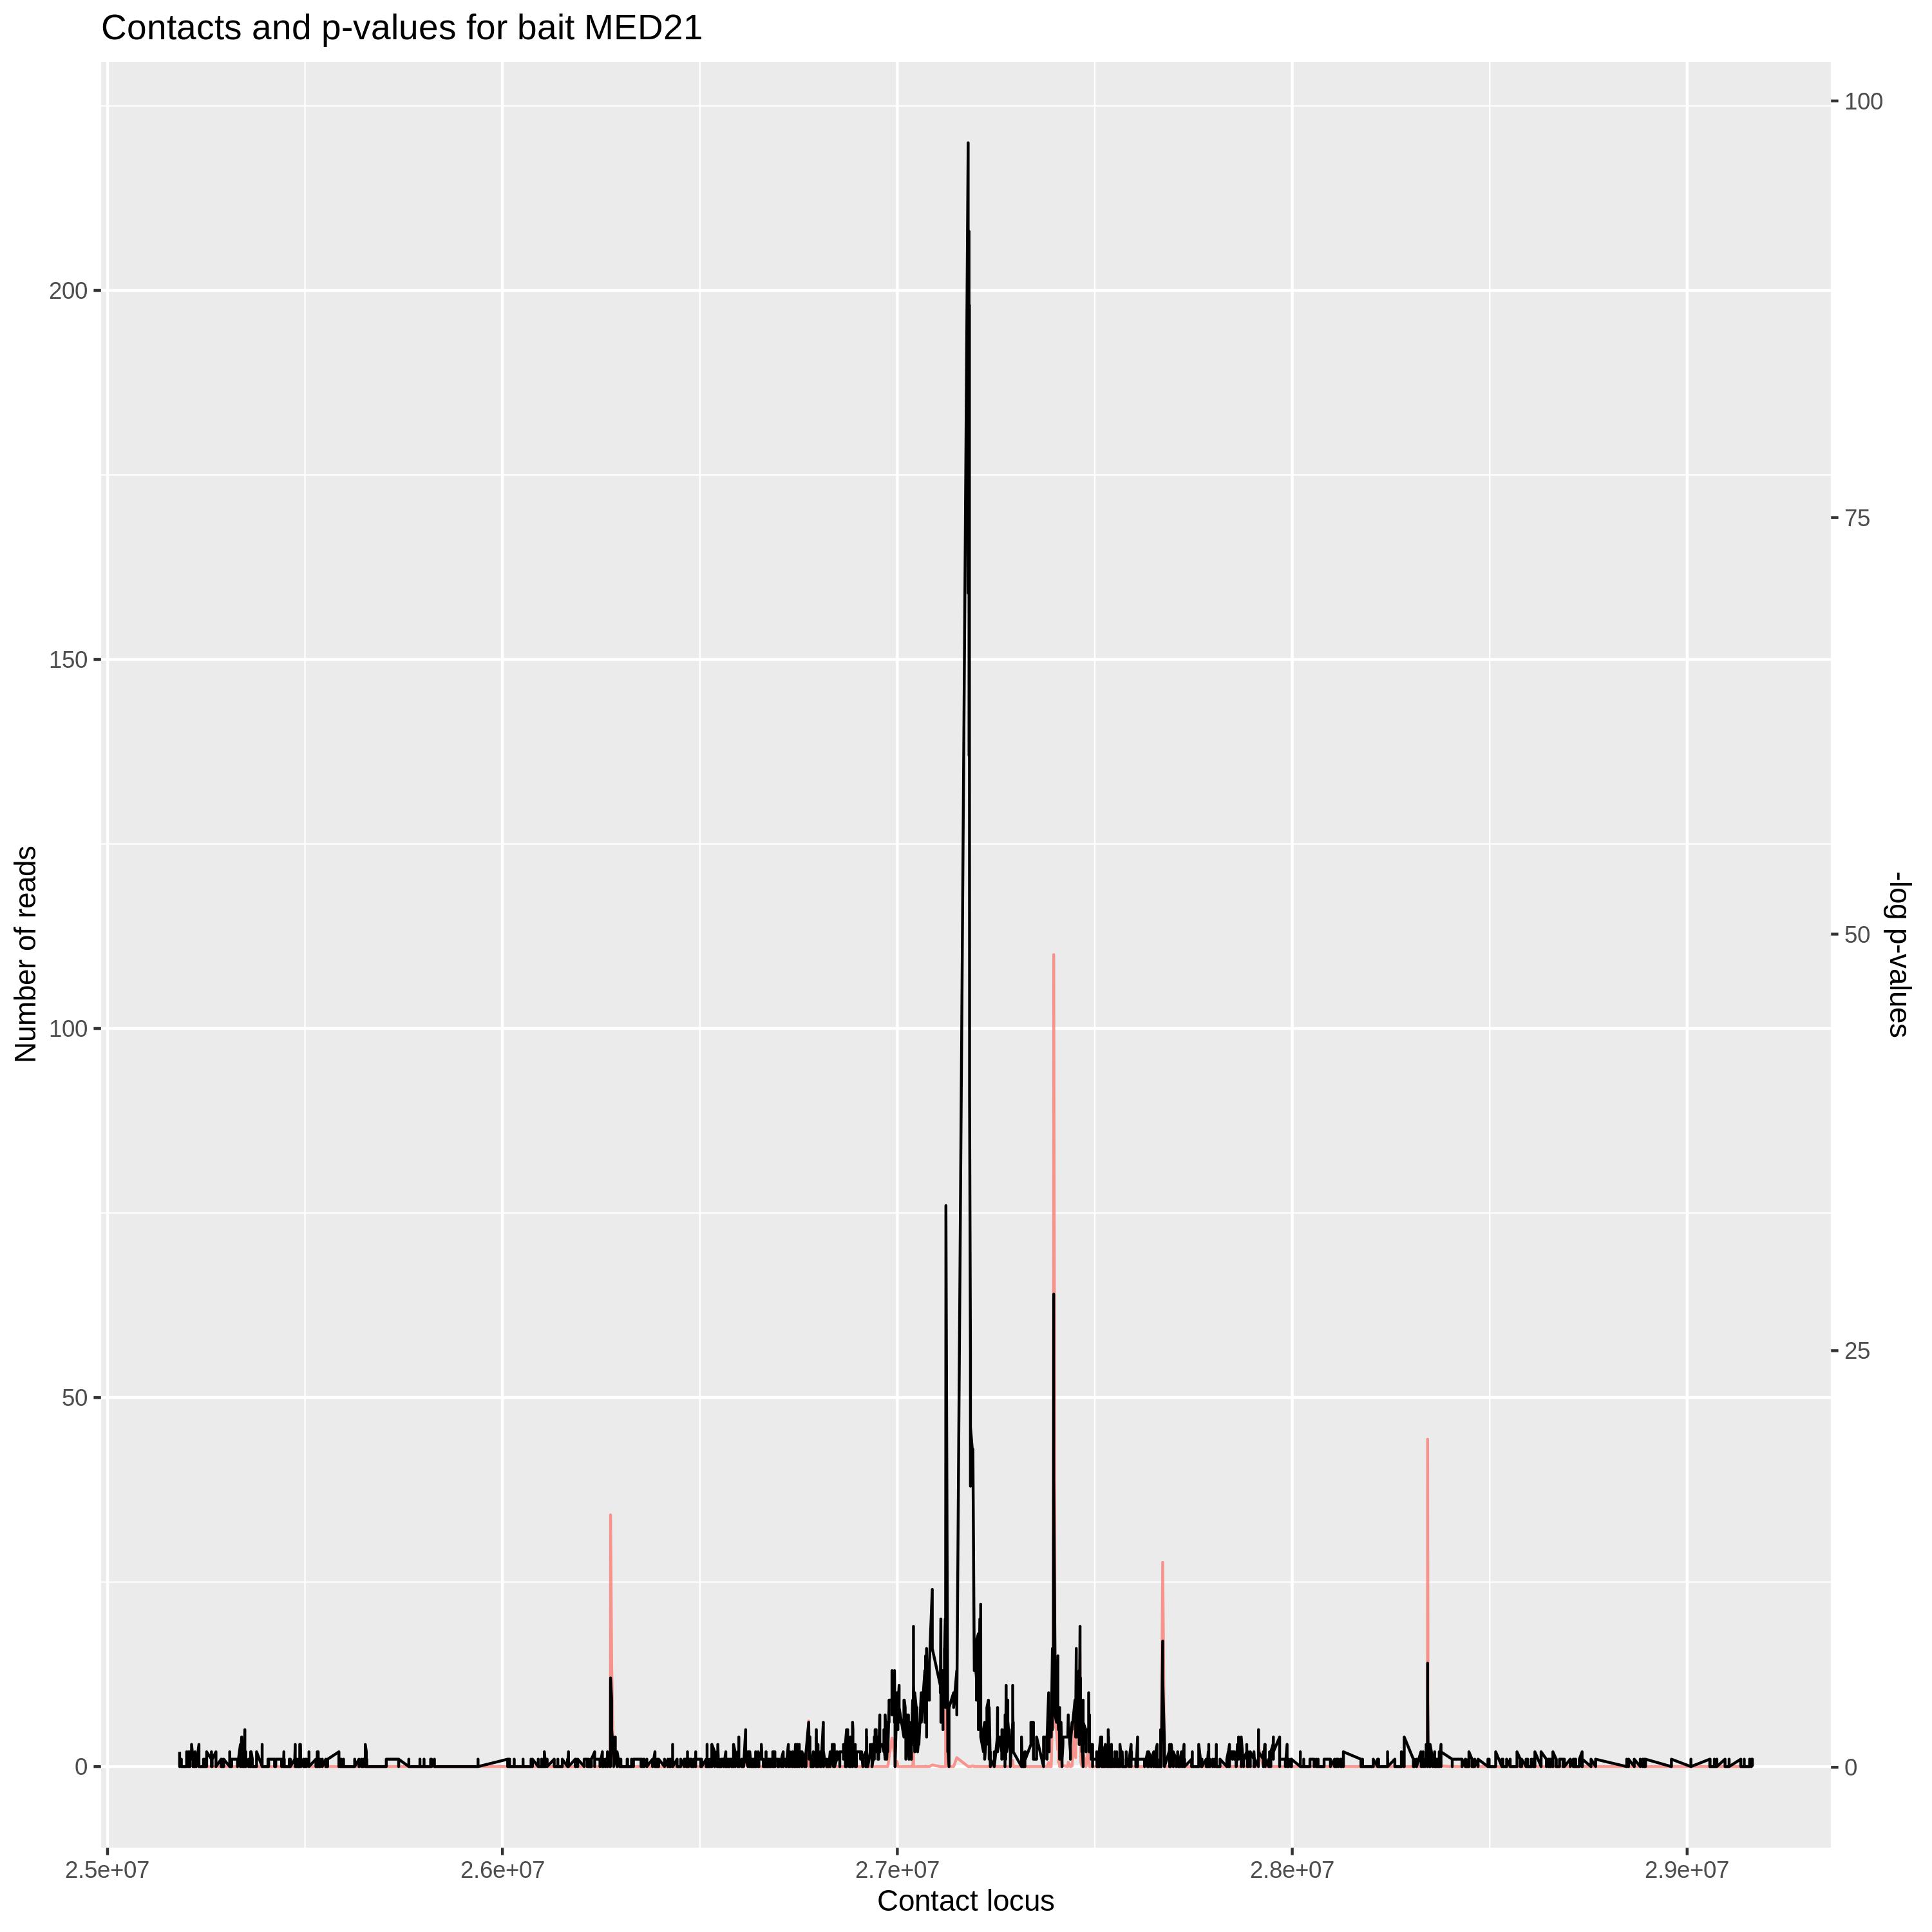 Contacts and p-values for bait MED21
Number of reads
200
150
100
50
0
100
75
50
25
0
-log p-values
2.5e+07
2.6e+07
2.7e+07
2.8e+07
2.9e+07
Contact locus